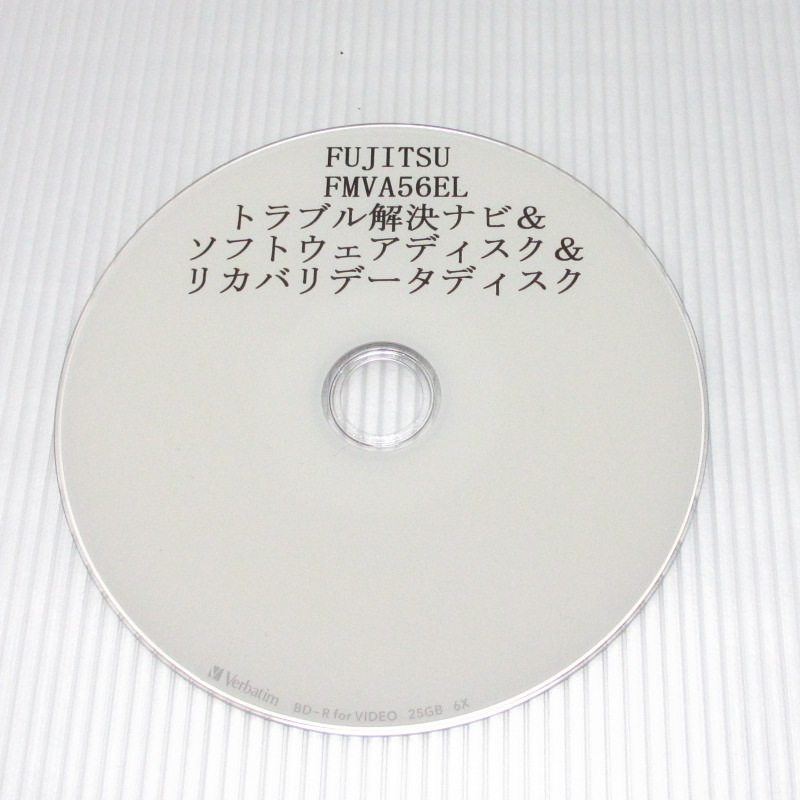 FUJITSU
FMVA56EL
トラブル解決ナビ＆
ソフトウェアディスク＆
リカバリデータディスク
Verbatim BD-R for VIDEO 25GB 6X